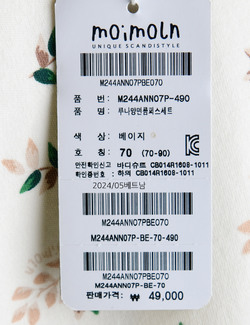 moimoln
UNIQUE SCANDISTYLE
M244ANN07PBE070
품 번: M244ANN07P-490
품 명: 루나양면원피스세트
색 상: 베이지
호 칭: 70 (70-90)
안전확인신고 바디슈트 CB014R1608-1011
확인증번호 : 하의 CB014R1608-1011
2024/05베트남
M244ANN07PBE070
M244ANN07P-BE-70-490
M244ANN07PBE070
M244ANN07P-BE-70
판매가격: ₩ 49,000